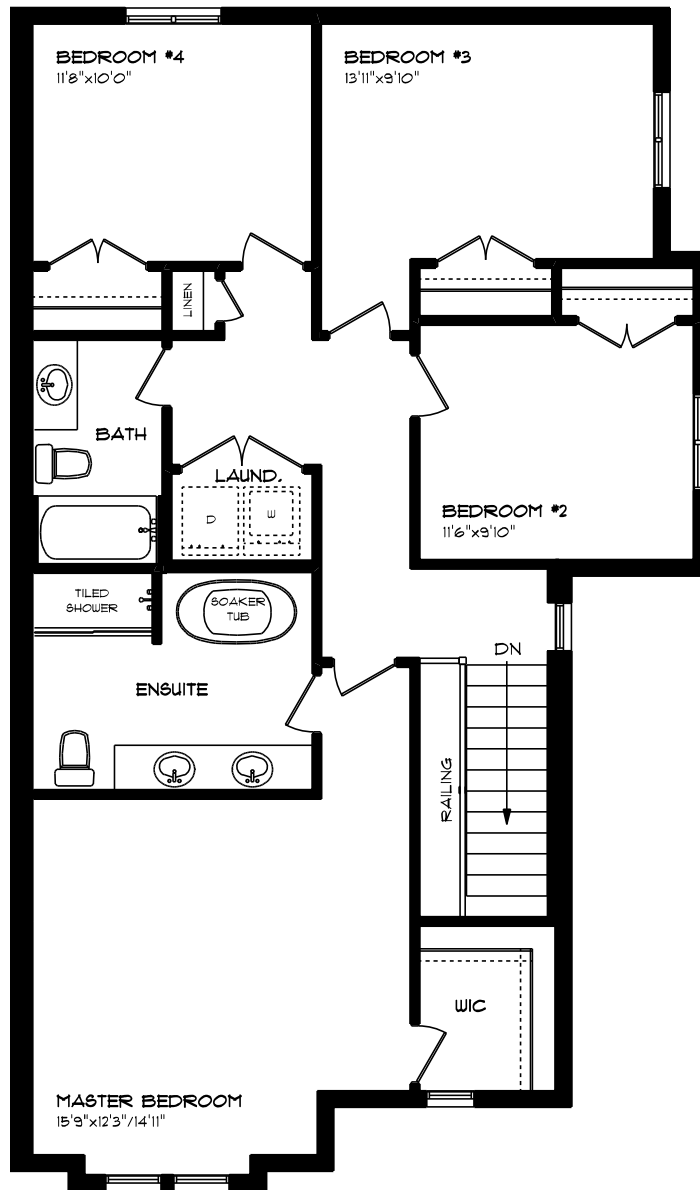 BEDROOM #4
11'8"x10'0"
BEDROOM #3
13'11"x9'10"
LINEN
BATH
LAUND.
D
W
BEDROOM #2
11'6"x9'10"
TILED
SHOWER
SOAKER
TUB
DN
ENSUITE
RAILING
WIC
MASTER BEDROOM
15'9"x12'3"/14'11"